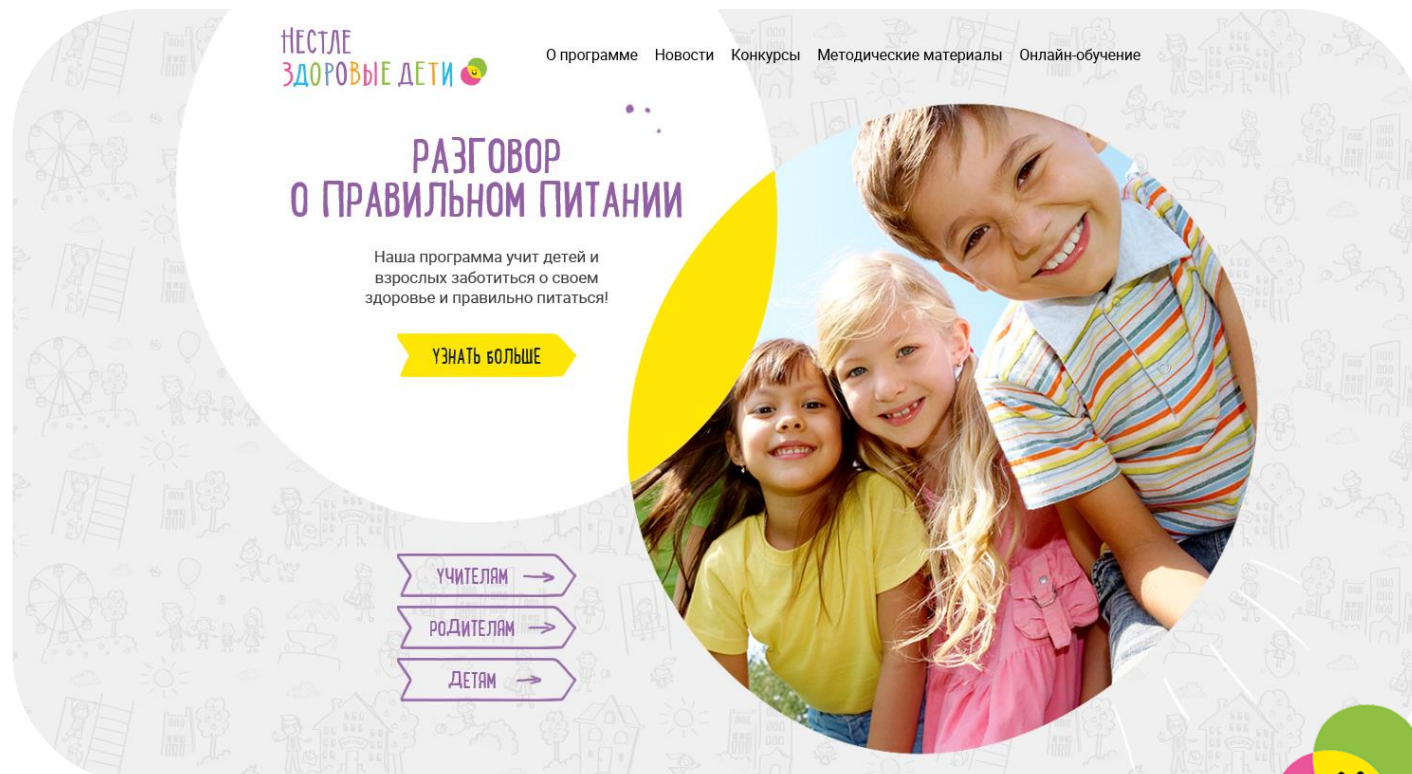 НЕСТЛЕ
ЗДОРОВЫЕ ДЕТИ
О программе Новости Конкурсы Методические материалы Онлайн-обучение
РАЗГОВОР
О ПРАВИЛЬНОМ ПИТАНИИ
Наша программа учит детей и
взрослых заботиться о своем
здоровье и правильно питаться!
УЗНАТЬ БОЛЬШЕ
УЧИТЕЛЯМ
РОДИТЕЛЯМ
ДЕТЯМ